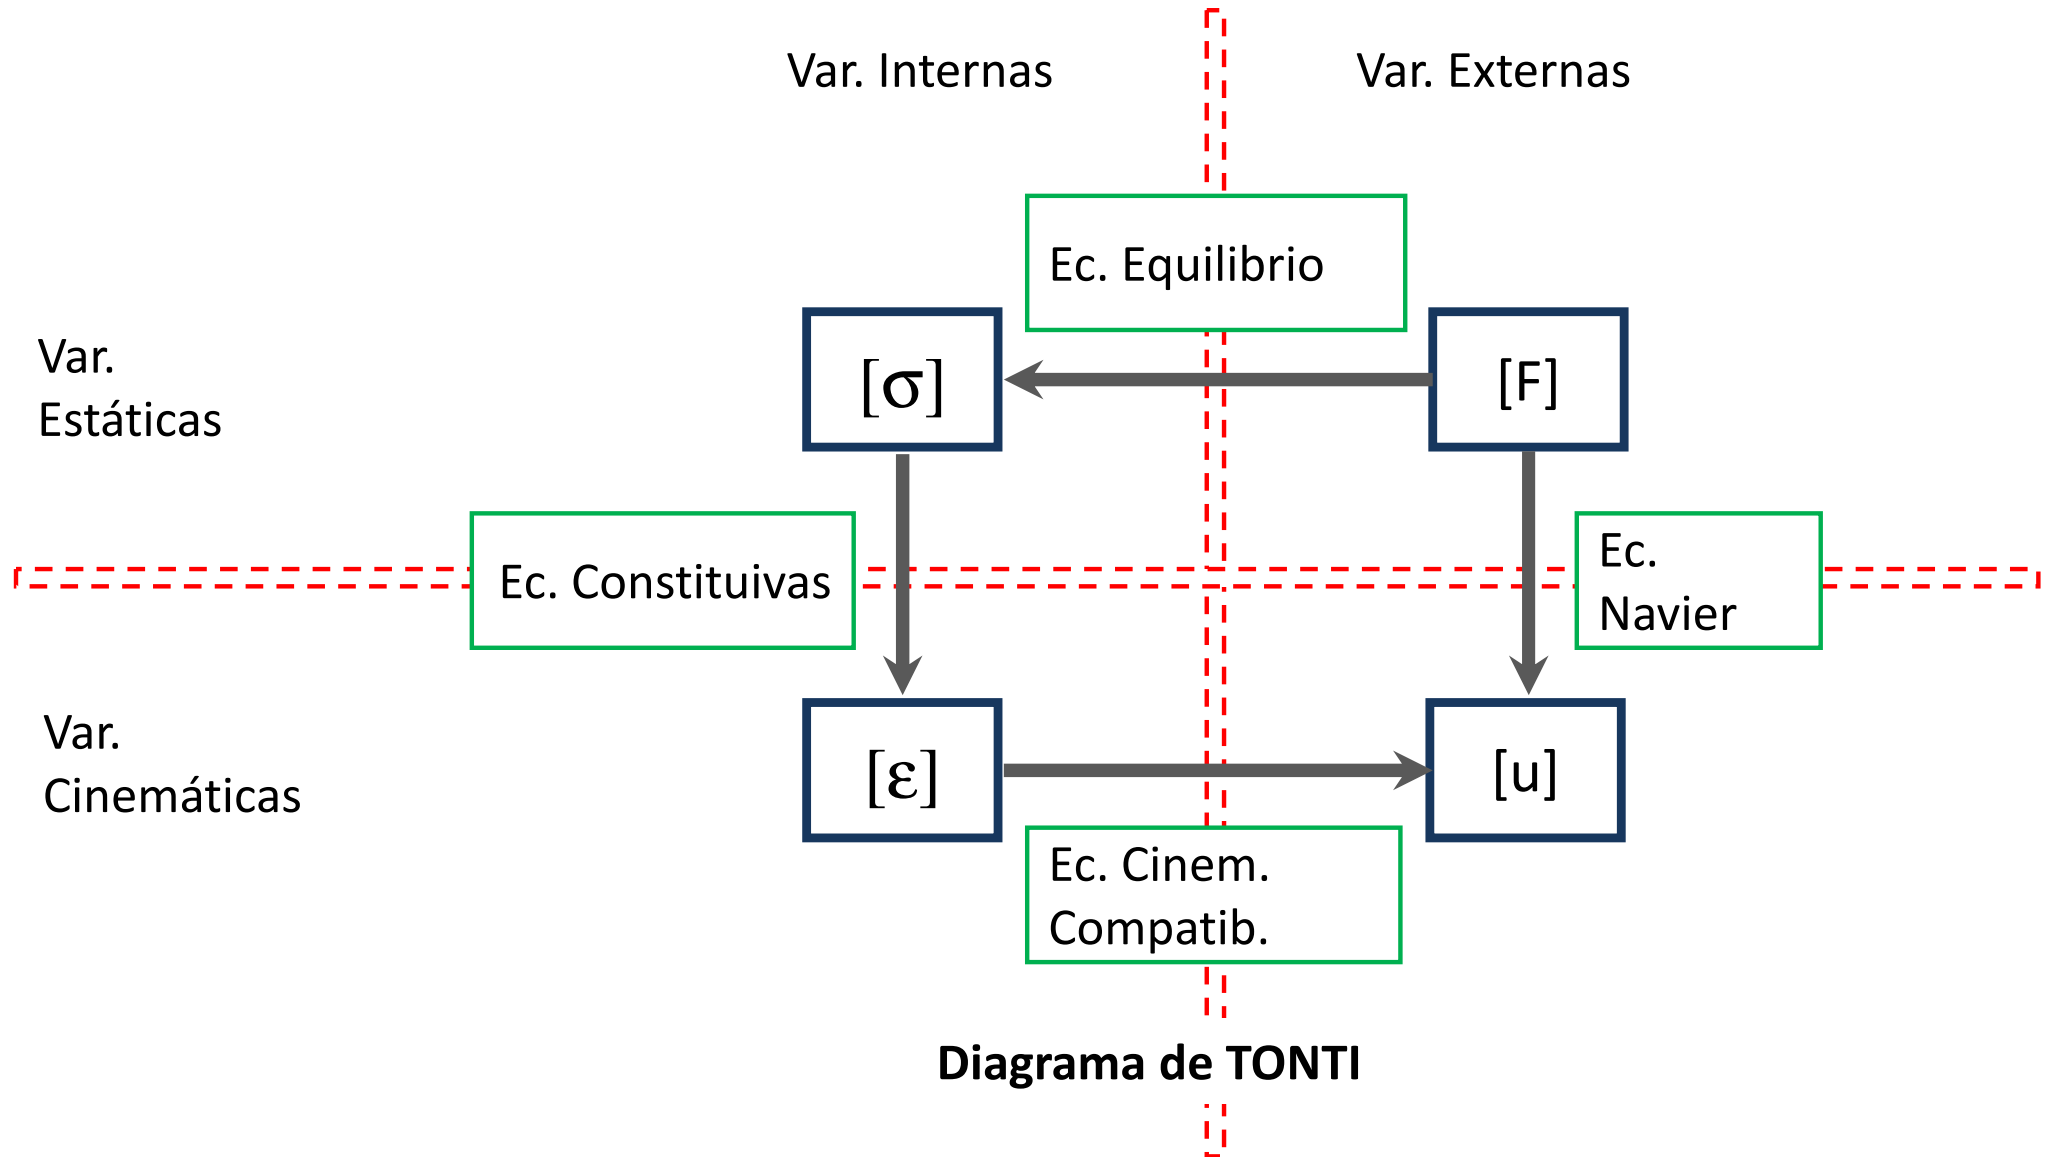 Var. Internas
Var. Externas
Ec. Equilibrio
Var.
Estáticas
[σ]
[F]
Ec. Constituivas
Ec.
Navier
Var.
Cinemáticas
[ε]
[u]
Ec. Cinem.
Compatib.
Diagrama de TONTI